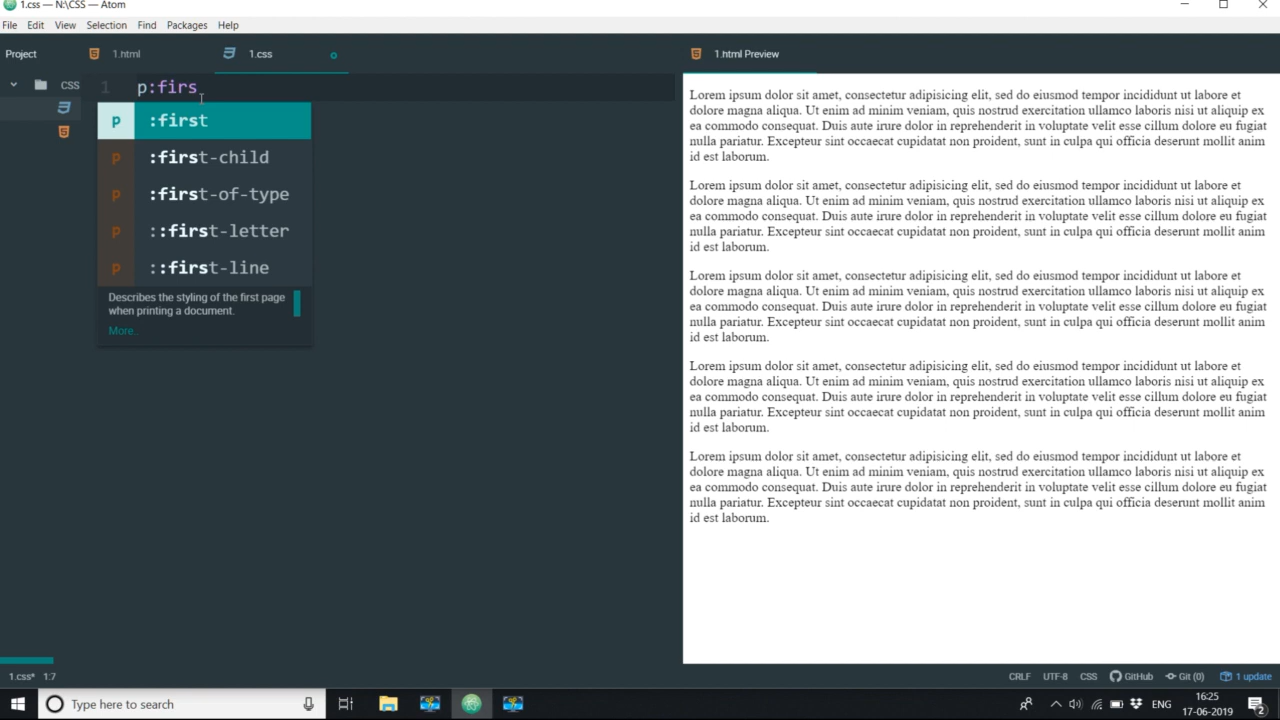 1.css — N:\CSS — Atom
File Edit View Selection Find Packages Help
Project
1.html
1.css
1.html Preview
CSS
1 p:firs
p :first
p :first-child
p :first-of-type
p ::first-letter
p ::first-line
Describes the styling of the first page
when printing a document.
More..
Lorem ipsum dolor sit amet, consectetur adipisicing elit, sed do eiusmod tempor incididunt ut labore et
dolore magna aliqua. Ut enim ad minim veniam, quis nostrud exercitation ullamco laboris nisi ut aliquip ex
ea commodo consequat. Duis aute irure dolor in reprehenderit in voluptate velit esse cillum dolore eu fugiat
nulla pariatur. Excepteur sint occaecat cupidatat non proident, sunt in culpa qui officia deserunt mollit anim
id est laborum.
Lorem ipsum dolor sit amet, consectetur adipisicing elit, sed do eiusmod tempor incididunt ut labore et
dolore magna aliqua. Ut enim ad minim veniam, quis nostrud exercitation ullamco laboris nisi ut aliquip ex
ea commodo consequat. Duis aute irure dolor in reprehenderit in voluptate velit esse cillum dolore eu fugiat
nulla pariatur. Excepteur sint occaecat cupidatat non proident, sunt in culpa qui officia deserunt mollit anim
id est laborum.
Lorem ipsum dolor sit amet, consectetur adipisicing elit, sed do eiusmod tempor incididunt ut labore et
dolore magna aliqua. Ut enim ad minim veniam, quis nostrud exercitation ullamco laboris nisi ut aliquip ex
ea commodo consequat. Duis aute irure dolor in reprehenderit in voluptate velit esse cillum dolore eu fugiat
nulla pariatur. Excepteur sint occaecat cupidatat non proident, sunt in culpa qui officia deserunt mollit anim
id est laborum.
Lorem ipsum dolor sit amet, consectetur adipisicing elit, sed do eiusmod tempor incididunt ut labore et
dolore magna aliqua. Ut enim ad minim veniam, quis nostrud exercitation ullamco laboris nisi ut aliquip ex
ea commodo consequat. Duis aute irure dolor in reprehenderit in voluptate velit esse cillum dolore eu fugiat
nulla pariatur. Excepteur sint occaecat cupidatat non proident, sunt in culpa qui officia deserunt mollit anim
id est laborum.
Lorem ipsum dolor sit amet, consectetur adipisicing elit, sed do eiusmod tempor incididunt ut labore et
dolore magna aliqua. Ut enim ad minim veniam, quis nostrud exercitation ullamco laboris nisi ut aliquip ex
ea commodo consequat. Duis aute irure dolor in reprehenderit in voluptate velit esse cillum dolore eu fugiat
nulla pariatur. Excepteur sint occaecat cupidatat non proident, sunt in culpa qui officia deserunt mollit anim
id est laborum.
1.css* 1:7
CRLF UTF-8 CSS GitHub Git (0) 1 update
Type here to search
ENG
16:25
17-06-2019
2